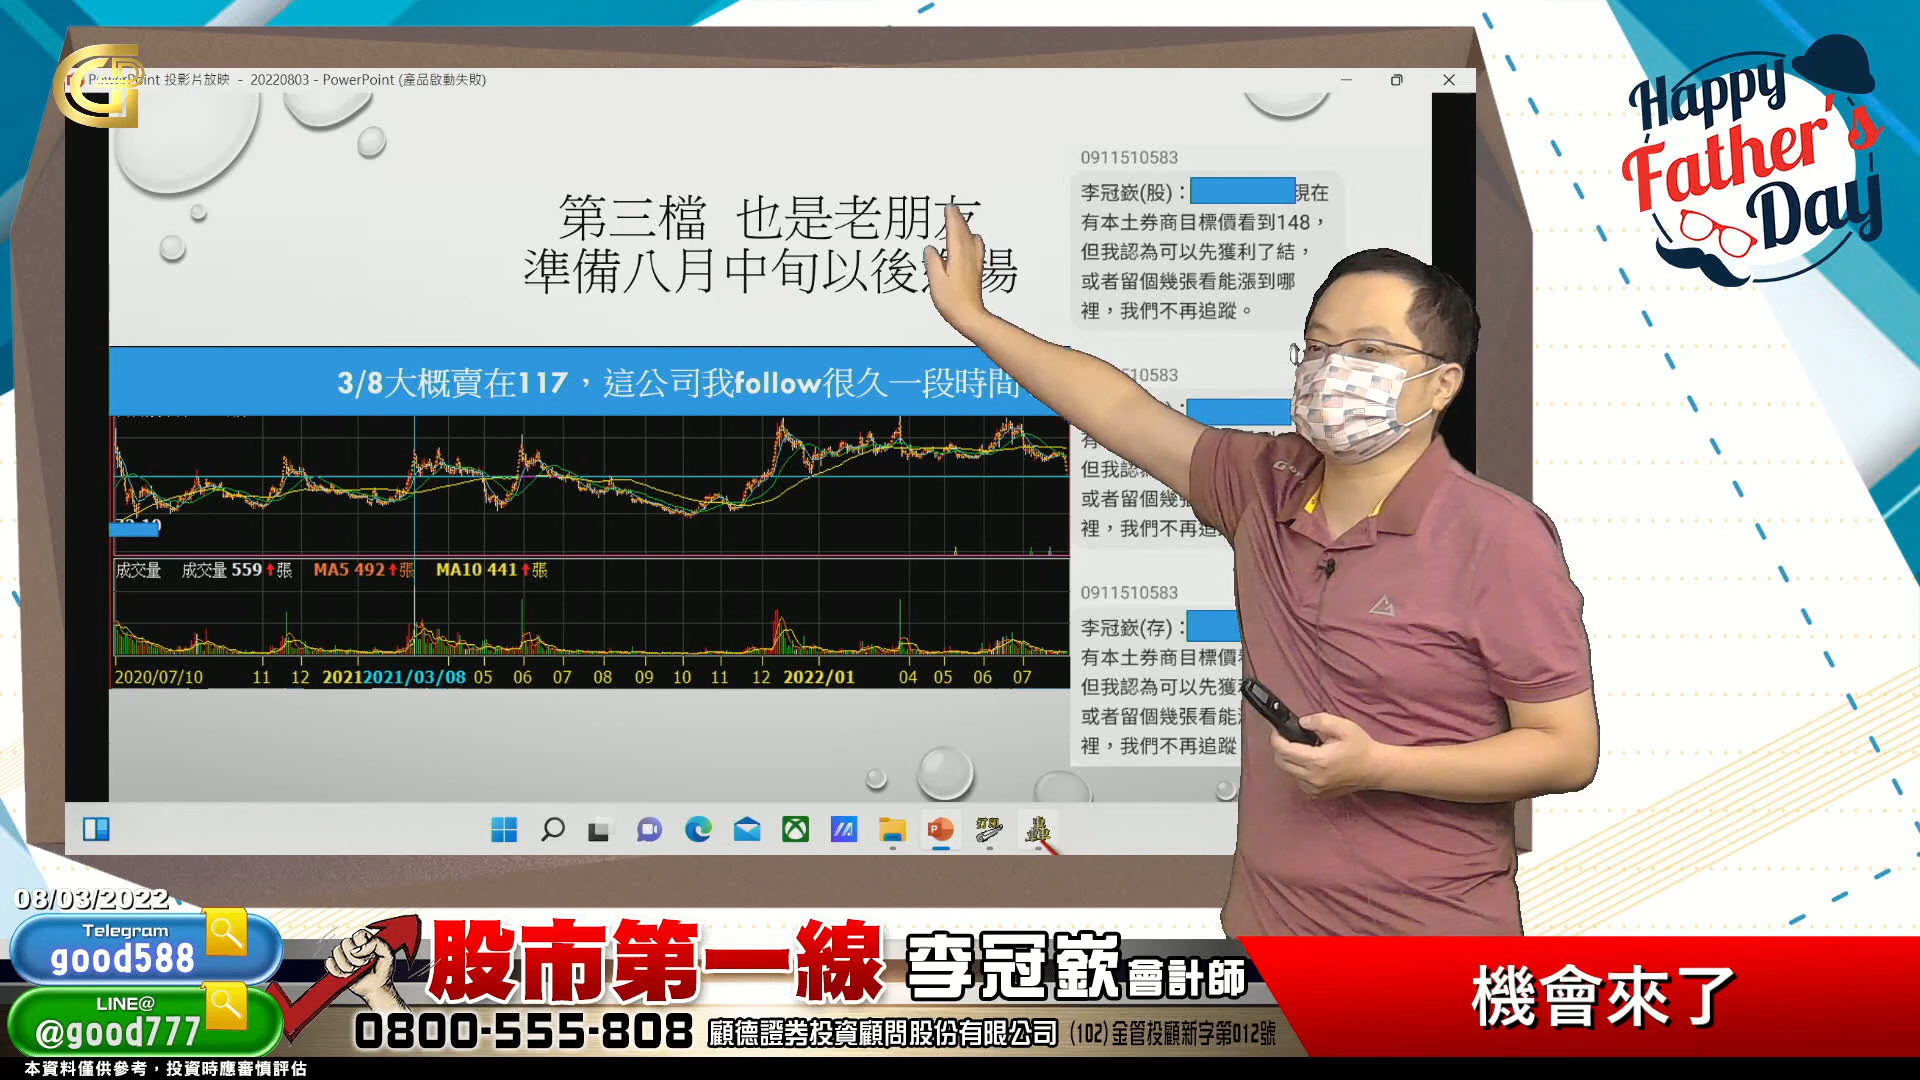 PowerPoint 投影片放映 - 20220803 - PowerPoint (產品啟動失敗)
第三檔 也是老朋友
準備八月中旬以後 場
3/8大概賣在117，這公司我follow很久一段時間
成交量 成交量 559↑張 MA5 492↑張 MA10 441↑張
2020/07/10 11 12 2021 2021/03/08 05 06 07 08 09 10 11 12 2022/01 04 05 06 07
0911510583
李冠嶔(股)： 現在
有本土券商目標價看到148，
但我認為可以先獲利了結，
或者留個幾張看能漲到哪
裡，我們不再追蹤。
510583
有
但我認
或者留個幾張
裡，我們不再追
0911510583
李冠嶔(存)：
有本土券商目標價
但我認為可以先獲
或者留個幾張看能
裡，我們不再追蹤
Happy
Father's
Day
08/03/2022
Telegram
good588
LINE@
@good777
股市第一線 李冠嶔會計師
0800-555-808 顧德證券投資顧問股份有限公司 (102)金管投顧新字第012號
機會來了
本資料僅供參考，投資時應審慎評估